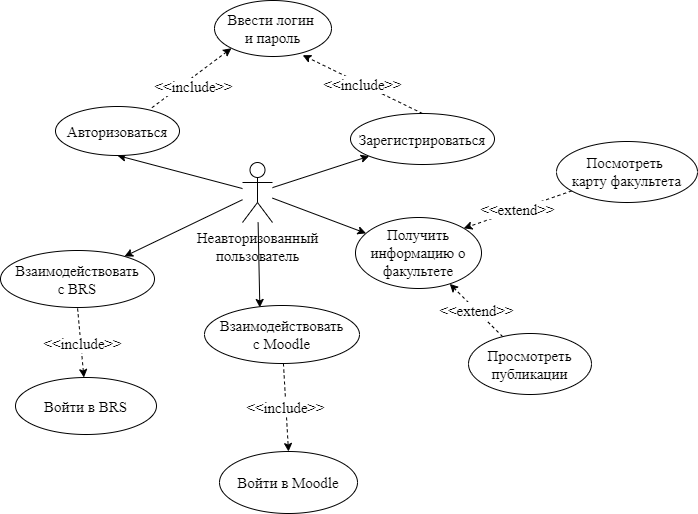 Ввести логин
и пароль
<<include>>
<<include>>
Авторизоваться
Зарегистрироваться
Посмотреть
карту факультета
<<extend>>
Неавторизованный
пользователь
Получить
информацию о
факультете
Взаимодействовать
с BRS
<<extend>>
Взаимодействовать
с Moodle
<<include>>
Просмотреть
публикации
Войти в BRS
<<include>>
Войти в Moodle